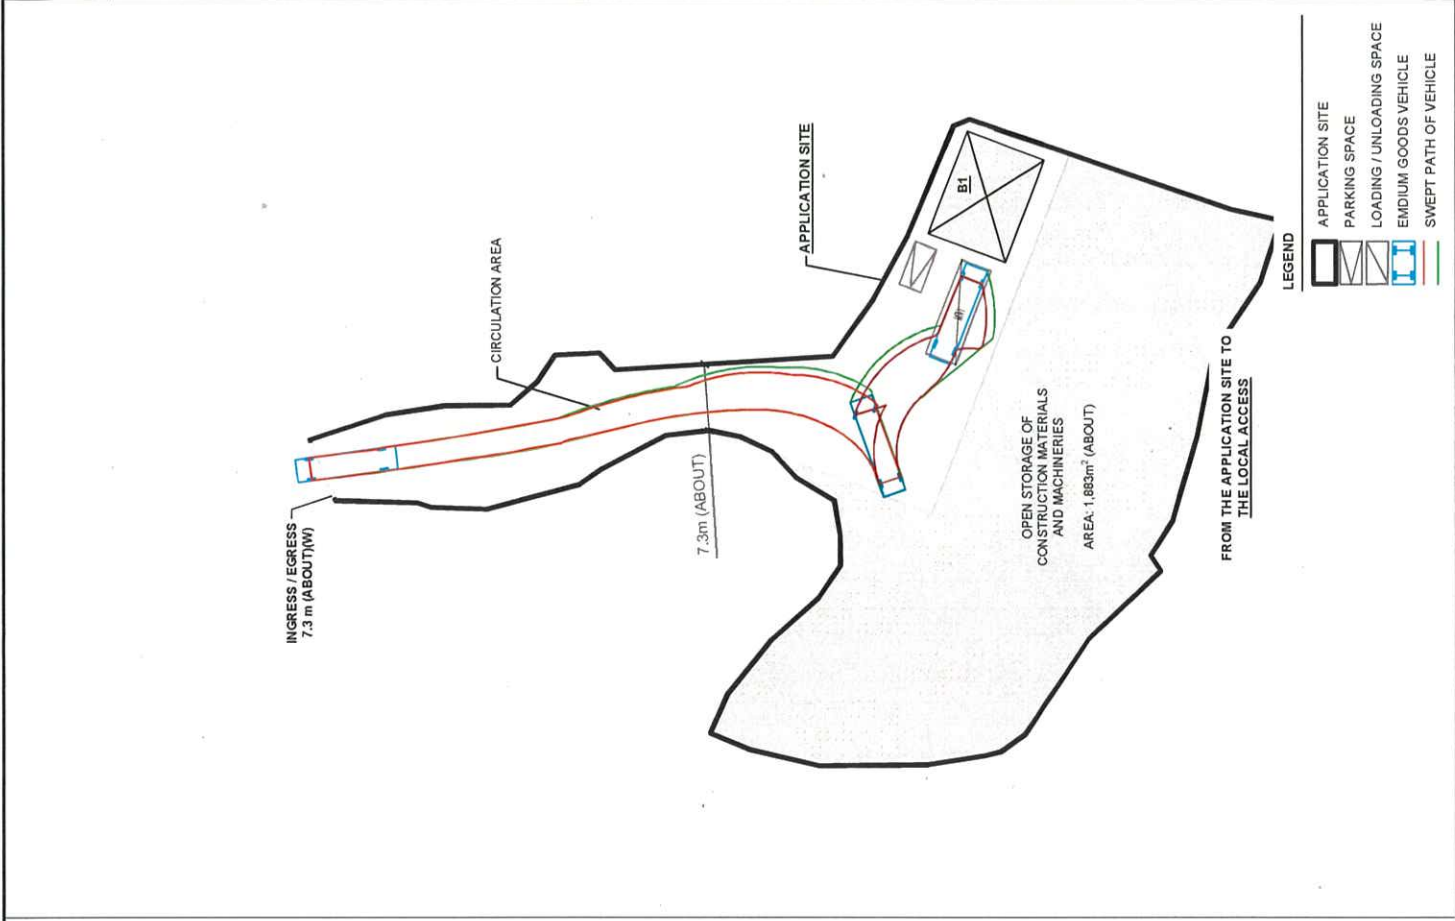 INGRESS / EGRESS
7.3 m (ABOUT)(W)
CIRCULATION AREA
7.3m (ABOUT)
APPLICATION SITE
B1
OPEN STORAGE OF
CONSTRUCTION MATERIALS
AND MACHINERIES
AREA: 1,883m² (ABOUT)
FROM THE APPLICATION SITE TO
THE LOCAL ACCESS
LEGEND
APPLICATION SITE
PARKING SPACE
LOADING / UNLOADING SPACE
EMDIUM GOODS VEHICLE
SWEPT PATH OF VEHICLE